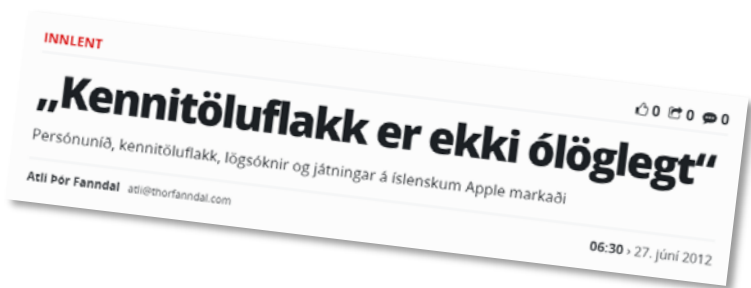 INNLENT
0 0 0
„Kennitöluflakk er ekki ólöglegt“
Persónuníð, kennitöluflakk, lögsóknir og játningar á íslenskum Apple markaði
Atli Þór Fanndal atli@thorfanndal.com
06:30 › 27. júní 2012